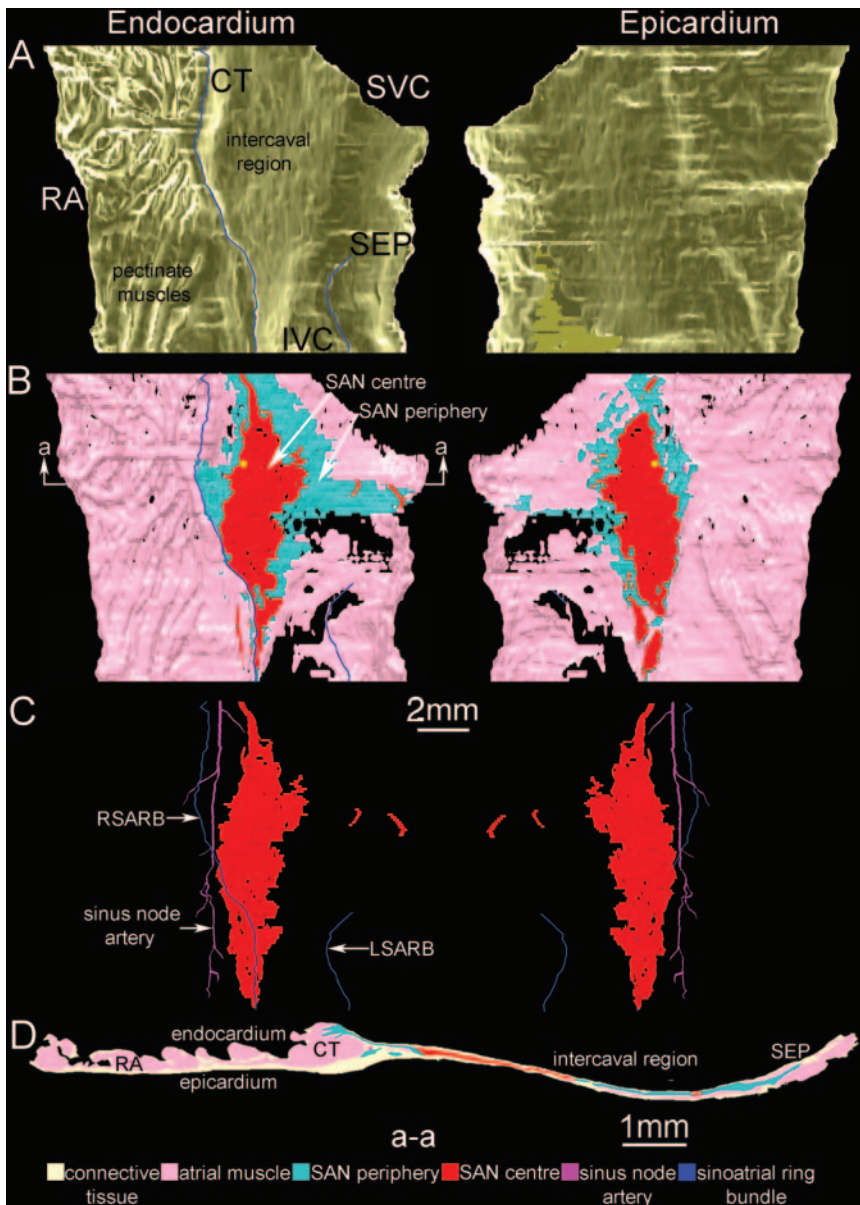 Endocardium Epicardium
A
CT
SVC
intercaval
region
RA
SEP
pectinate
muscles
IVC
B
SAN centre
SAN periphery
a a
C
2mm
RSARB
sinus node
artery
LSARB
D
endocardium
CT
RA
epicardium
intercaval region
SEP
a-a
1mm
connective atrial muscle SAN periphery SAN centre sinus node sinoatrial ring
tissue artery bundle